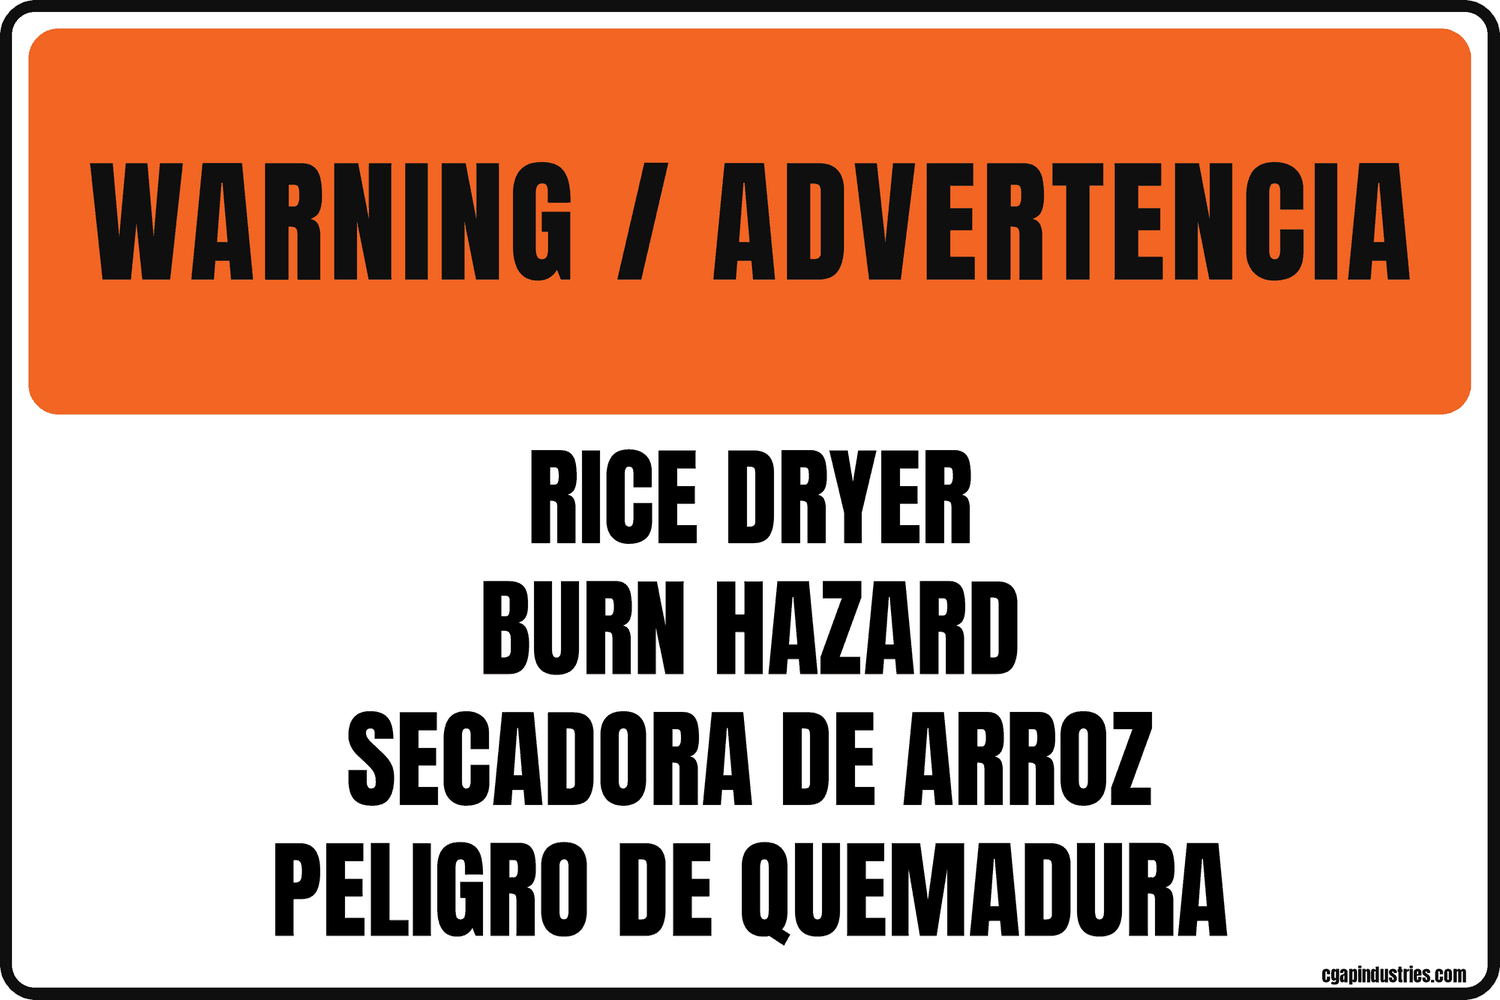 WARNING / ADVERTENCIA
RICE DRYER
BURN HAZARD
SECADORA DE ARROZ
PELIGRO DE QUEMADURA
cgapindustries.com